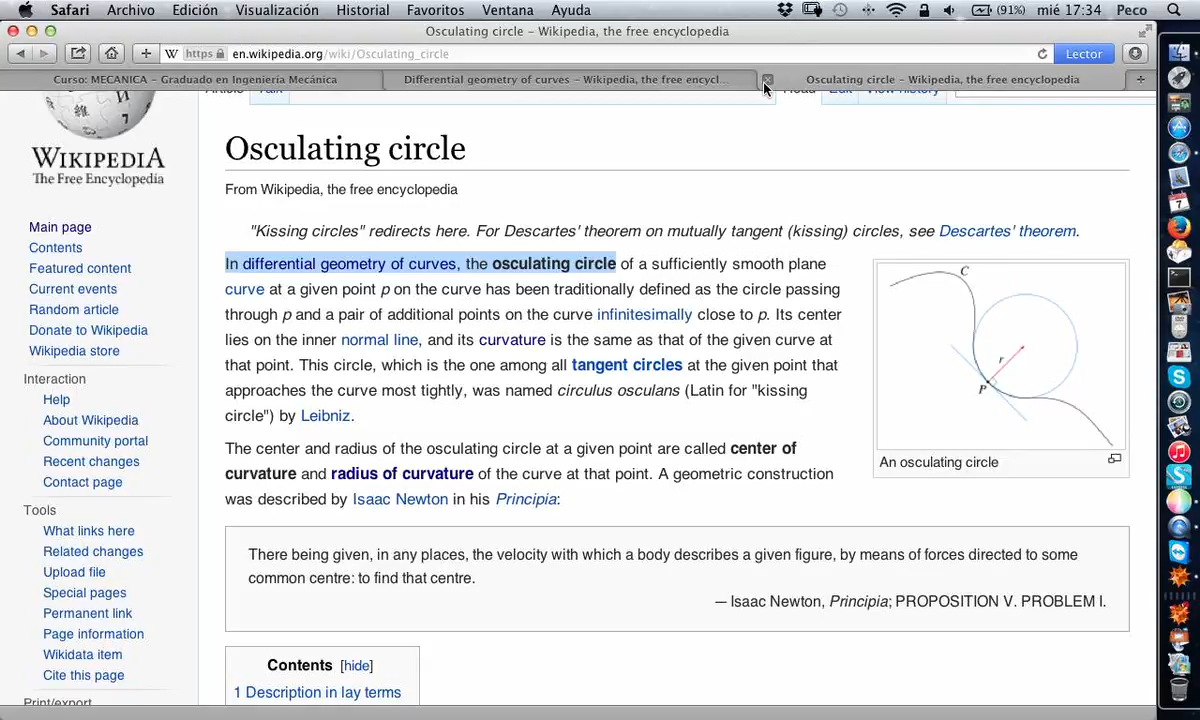 Safari Archivo Edición Visualización Historial Favoritos Ventana Ayuda (91%) mié 17:34 Peco
Osculating circle – Wikipedia, the free encyclopedia
W https en.wikipedia.org/wiki/Osculating_circle Lector
Curso: MECANICA – Graduado en Ingeniería Mecánica Differential geometry of curves – Wikipedia, the free encycl... Osculating circle – Wikipedia, the free encyclopedia
Article Talk Read Edit View history
WIKIPEDIA
The Free Encyclopedia
Main page
Contents
Featured content
Current events
Random article
Donate to Wikipedia
Wikimedia store
Interaction
Help
About Wikipedia
Community portal
Recent changes
Contact page
Tools
What links here
Related changes
Upload file
Special pages
Permanent link
Page information
Wikidata item
Cite this page
Print/export
Osculating circle
From Wikipedia, the free encyclopedia
"Kissing circles" redirects here. For Descartes' theorem on mutually tangent (kissing) circles, see Descartes' theorem.
In differential geometry of curves, the osculating circle of a sufficiently smooth plane
curve at a given point p on the curve has been traditionally defined as the circle passing
through p and a pair of additional points on the curve infinitesimally close to p. Its center
lies on the inner normal line, and its curvature is the same as that of the given curve at
that point. This circle, which is the one among all tangent circles at the given point that
approaches the curve most tightly, was named circulus osculans (Latin for "kissing
circle") by Leibniz.
The center and radius of the osculating circle at a given point are called center of
curvature and radius of curvature of the curve at that point. A geometric construction
was described by Isaac Newton in his Principia:
C
r
P
An osculating circle
There being given, in any places, the velocity with which a body describes a given figure, by means of forces directed to some
common centre: to find that centre.
— Isaac Newton, Principia; PROPOSITION V. PROBLEM I.
Contents [hide]
1 Description in lay terms